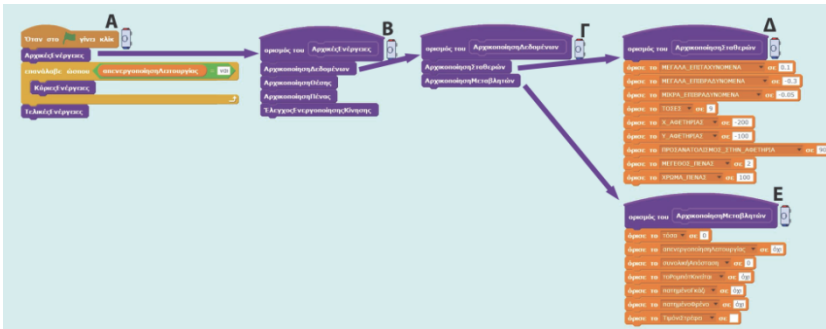 Α
Όταν στο γίνει κλικ
ΑρχικέςΕνέργειες
επανάλαβε ώσπου απενεργοποίησηΛειτουργίας = ναι
ΚύριεςΕνέργειες
ΤελικέςΕνέργειες
Β
ορισμός του ΑρχικέςΕνέργειες
ΑρχικοποίησηΔεδομένων
ΑρχικοποίησηΘέσης
ΑρχικοποίησηΠένας
ΈλεγχοςΕνεργοποίησηςΚίνησης
Γ
ορισμός του ΑρχικοποίησηΔεδομένων
ΑρχικοποίησηΣταθερών
ΑρχικοποίησηΜεταβλητών
Δ
ορισμός του ΑρχικοποίησηΣταθερών
όρισε το ΜΕΓΑΛΑ_ΕΠΙΤΑΧΥΝΟΜΕΝΑ σε 0.1
όρισε το ΜΕΓΑΛΑ_ΕΠΙΒΡΑΔΥΝΟΜΕΝΑ σε -0.3
όρισε το ΜΙΚΡΑ_ΕΠΙΒΡΑΔΥΝΟΜΕΝΑ σε -0.05
όρισε το ΤΟΣΕΣ σε 9
όρισε το Χ_ΑΦΕΤΗΡΙΑΣ σε -200
όρισε το Υ_ΑΦΕΤΗΡΙΑΣ σε -100
όρισε το ΠΡΟΣΑΝΑΤΟΛΙΣΜΟΣ_ΣΤΗΝ_ΑΦΕΤΗΡΙΑ σε 90
όρισε το ΜΕΓΕΘΟΣ_ΠΕΝΑΣ σε 2
όρισε το ΧΡΩΜΑ_ΠΕΝΑΣ σε 100
Ε
ορισμός του ΑρχικοποίησηΜεταβλητών
όρισε το τόσο σε 0
όρισε το απενεργοποίησηΛειτουργίας σε όχι
όρισε το συνολικήΑπόσταση σε 0
όρισε το τοΡομπότΚινείται σε όχι
όρισε το πατημένοΓκάζι σε όχι
όρισε το πατημένοΦρένο σε όχι
όρισε το σε